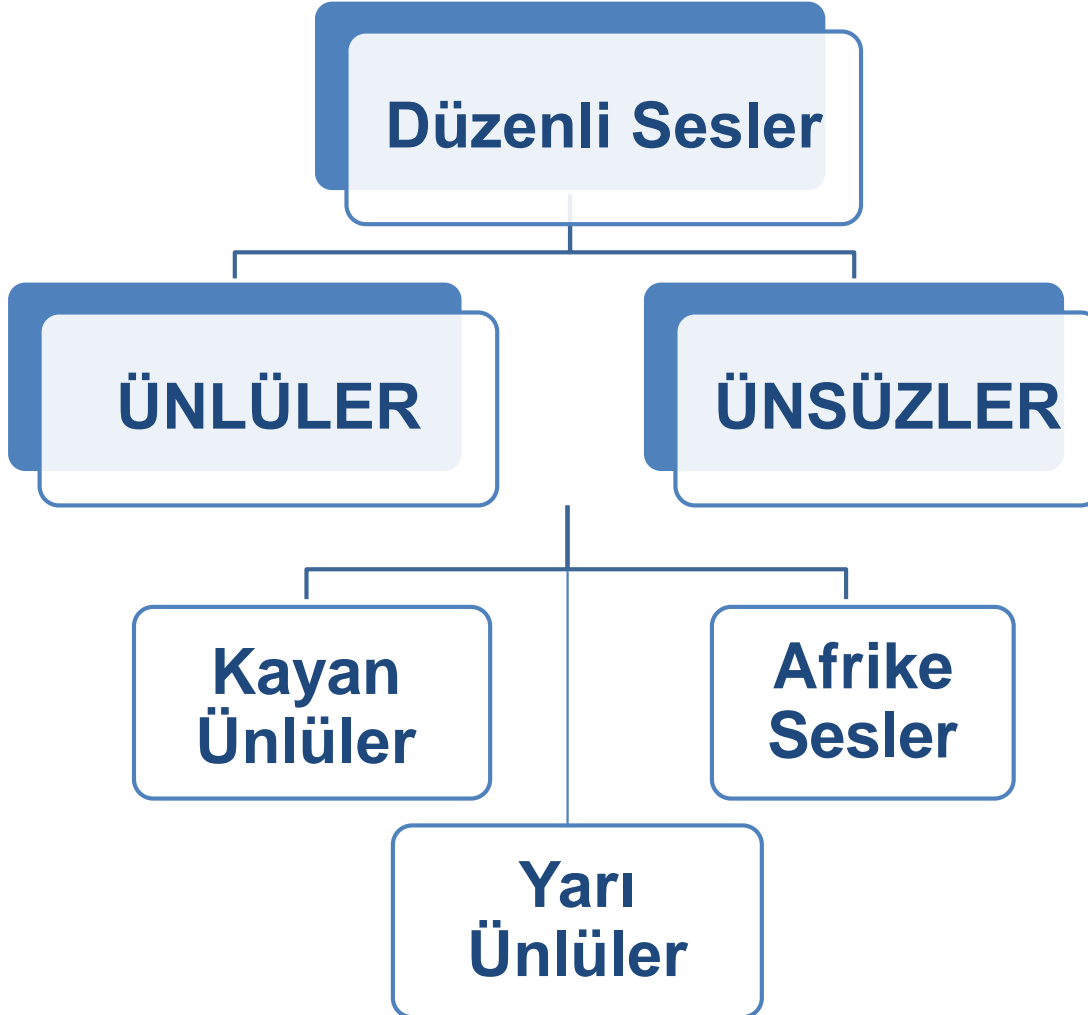 Düzenli Sesler
ÜNLÜLER
ÜNSÜZLER
Kayan
Ünlüler
Afrike
Sesler
Yarı
Ünlüler